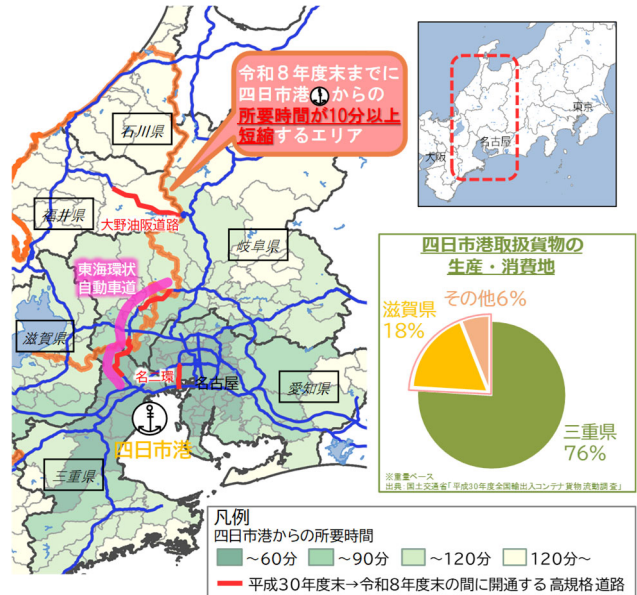 令和8年度末までに
四日市港からの
所要時間が10分以上
短縮するエリア
石川県
福井県
大野油阪道路
岐阜県
東海環状
自動車道
滋賀県
名二環
名古屋
愛知県
四日市港
三重県
東京
名古屋
大阪
四日市港取扱貨物の
生産・消費地
その他6%
滋賀県
18%
三重県
76%
※重量ベース
出典：国土交通省「平成30年度全国輸出入コンテナ貨物流動調査」
凡例
四日市港からの所要時間
～60分 ～90分 ～120分 120分～
平成30年度末→令和8年度末の間に開通する高規格道路